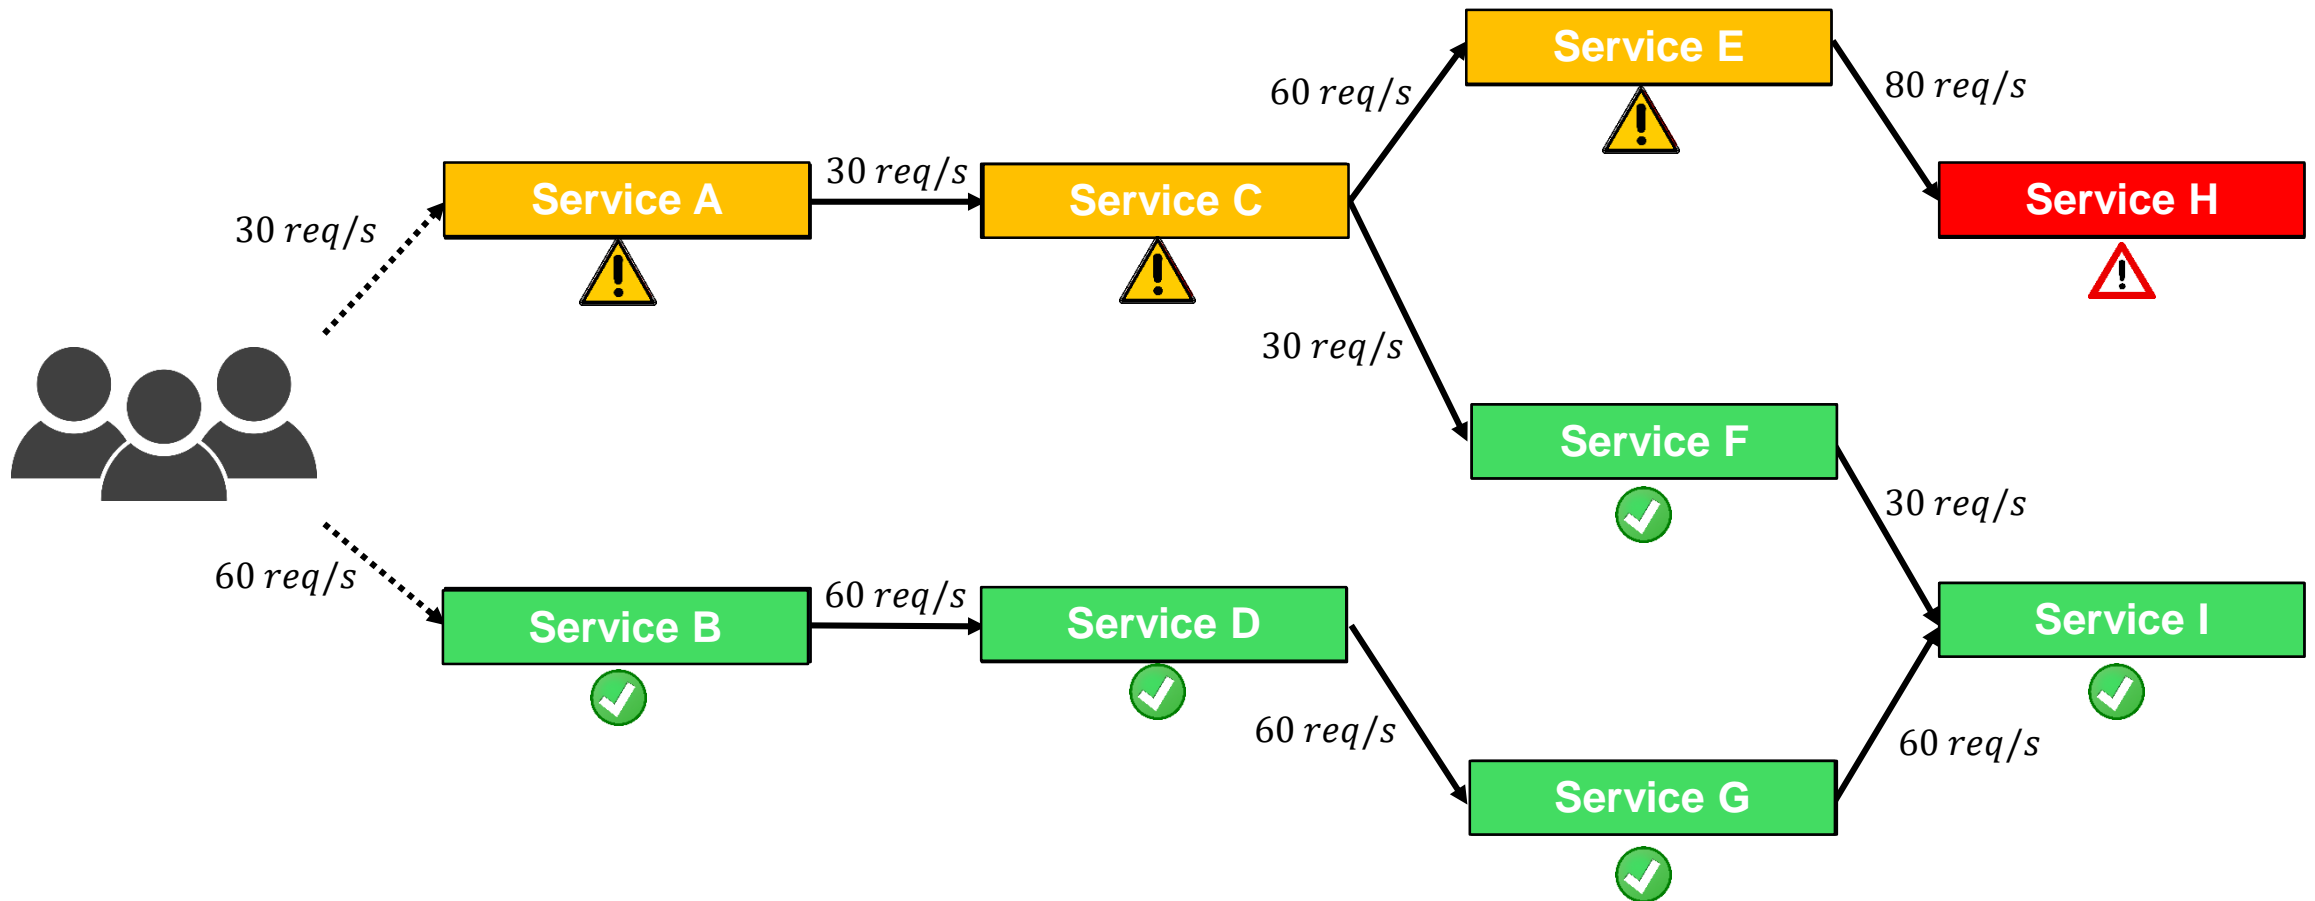 Service E
60 req/s
80 req/s
30 req/s
Service A
Service C
Service H
30 req/s
30 req/s
Service F
30 req/s
60 req/s
60 req/s
Service B
Service D
Service I
60 req/s
60 req/s
Service G